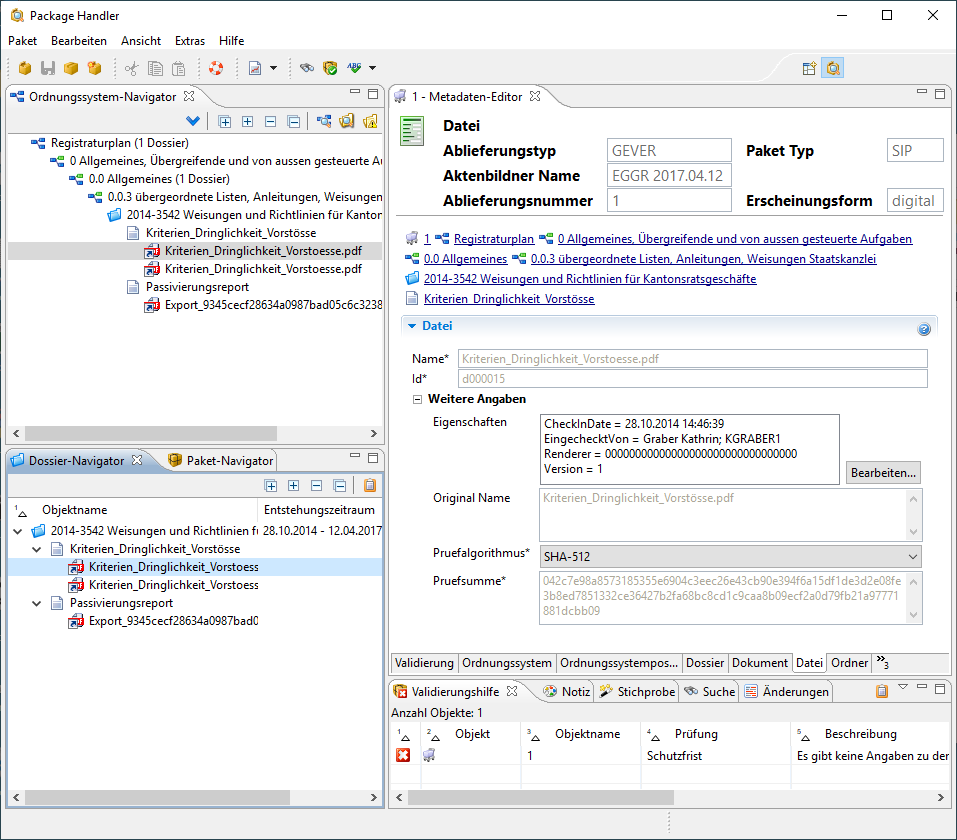 Package Handler
Paket Bearbeiten Ansicht Extras Hilfe
Ordnungssystem-Navigator
Registraturplan (1 Dossier)
0 Allgemeines, Übergreifende und von aussen gesteuerte Au
0.0 Allgemeines (1 Dossier)
0.0.3 übergeordnete Listen, Anleitungen, Weisungen
2014-3542 Weisungen und Richtlinien für Kanton
Kriterien_Dringlichkeit_Vorstösse
Kriterien_Dringlichkeit_Vorstoesse.pdf
Kriterien_Dringlichkeit_Vorstoesse.pdf
Passivierungsreport
Export_9345cecf28634a0987bad05c6c3238
Dossier-Navigator Paket-Navigator
1 Objektname Entstehungszeitraum
2014-3542 Weisungen und Richtlinien f 28.10.2014 - 12.04.2017
Kriterien_Dringlichkeit_Vorstösse
Kriterien_Dringlichkeit_Vorstoess
Kriterien_Dringlichkeit_Vorstoess
Passivierungsreport
Export_9345cecf28634a0987bad0
1 - Metadaten-Editor
Datei
Ablieferungstyp GEVER Paket Typ SIP
Aktenbildner Name EGGR 2017.04.12
Ablieferungsnummer 1 Erscheinungsform digital
1 Registraturplan 0 Allgemeines, Übergreifende und von aussen gesteuerte Aufgaben
0.0 Allgemeines 0.0.3 übergeordnete Listen, Anleitungen, Weisungen Staatskanzlei
2014-3542 Weisungen und Richtlinien für Kantonsratsgeschäfte
Kriterien_Dringlichkeit_Vorstösse
Datei
Name* Kriterien_Dringlichkeit_Vorstoesse.pdf
Id* d000015
Weitere Angaben
Eigenschaften
CheckInDate = 28.10.2014 14:46:39
EingechecktVon = Graber Kathrin; KGRABER1
Renderer = 00000000000000000000000000000000
Version = 1
Bearbeiten...
Original Name Kriterien_Dringlichkeit_Vorstösse.pdf
Pruefalgorithmus* SHA-512
Pruefsumme* 042c7e98a8573185355e6904c3eec26e43cb90e394f6a15df1de3d2e08fe
3b8ed7851332ce36427b2fa68bc8cd1c9caa8b09ecf2a0d79fb21a97771
881dcbb09
Validierung Ordnungssystem Ordnungssystempos... Dossier Dokument Datei Ordner »3
Validierungshilfe Notiz Stichprobe Suche Änderungen
Anzahl Objekte: 1
1 2 Objekt 3 Objektname 4 Prüfung 5 Beschreibung
1 Schutzfrist Es gibt keine Angaben zu der